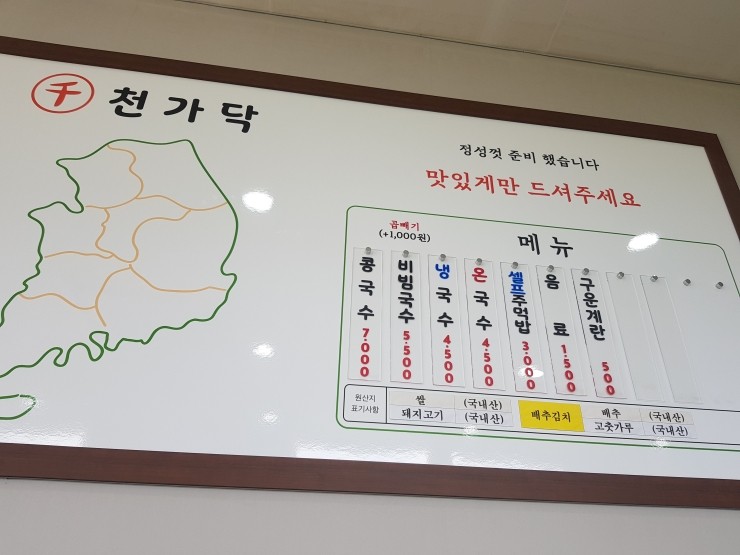 千 천가닥
정성껏 준비 했습니다
맛있게만 드셔주세요
곱빼기
(+1,000원)
메뉴
콩국수 7.000
비빔국수 5.500
냉국수 4.500
온국수 4.500
셀프주먹밥 3.000
음료 1.500
구운계란 500
원산지
표기사항
쌀 (국내산)
돼지고기 (국내산)
배추김치
배추 (국내산)
고춧가루 (국내산)